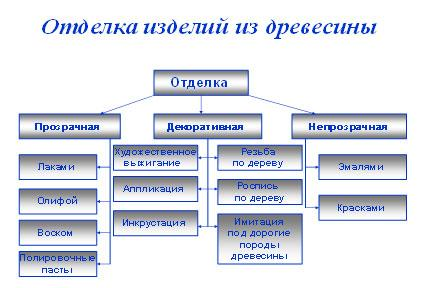 Отделка изделий из древесины
Отделка
Прозрачная
Декоративная
Непрозрачная
Лаками
Олифой
Воском
Полировочные
пасты
Художественное
выжигание
Аппликация
Инкрустация
Резьба
по дереву
Роспись
по дереву
Имитация
под дорогие
породы
древесины
Эмалями
Красками